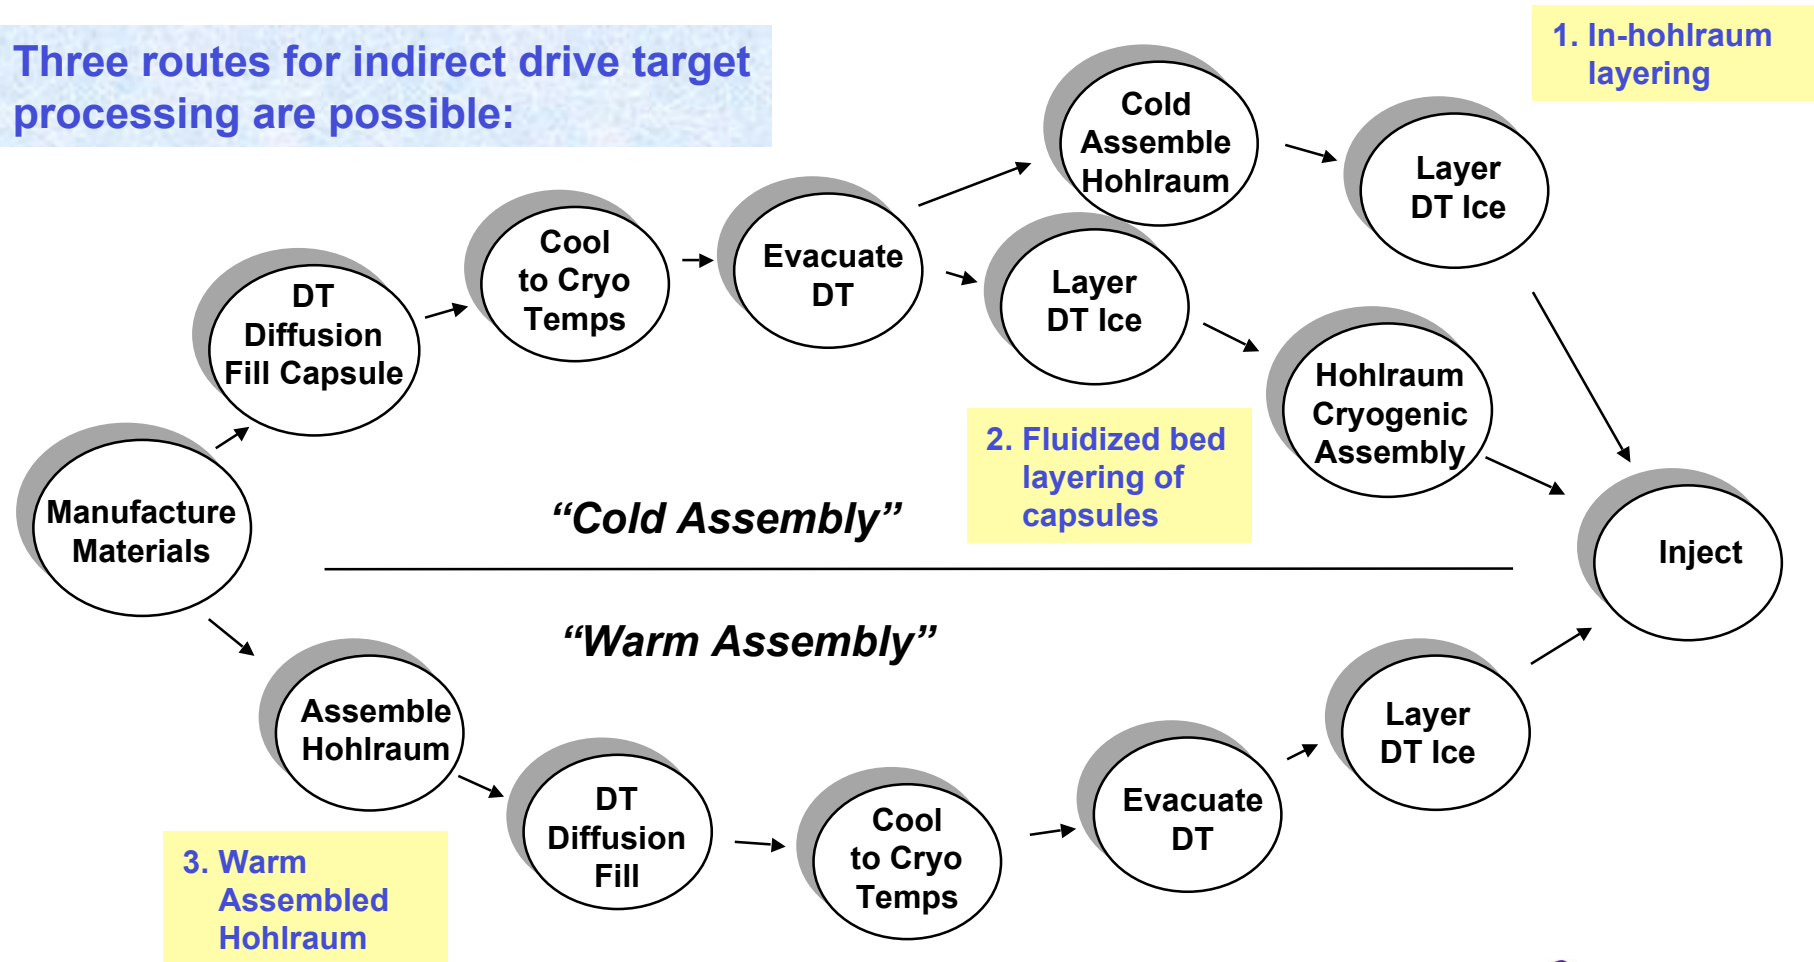 Three routes for indirect drive target
processing are possible:
1. In-hohlraum
layering
Cold
Assemble
Hohlraum
Layer
DT Ice
Cool
to Cryo
Temps
Evacuate
DT
Layer
DT Ice
DT
Diffusion
Fill Capsule
Hohlraum
Cryogenic
Assembly
2. Fluidized bed
layering of
capsules
Manufacture
Materials
“Cold Assembly”
Inject
“Warm Assembly”
Assemble
Hohlraum
DT
Diffusion
Fill
Cool
to Cryo
Temps
Evacuate
DT
Layer
DT Ice
3. Warm
Assembled
Hohlraum